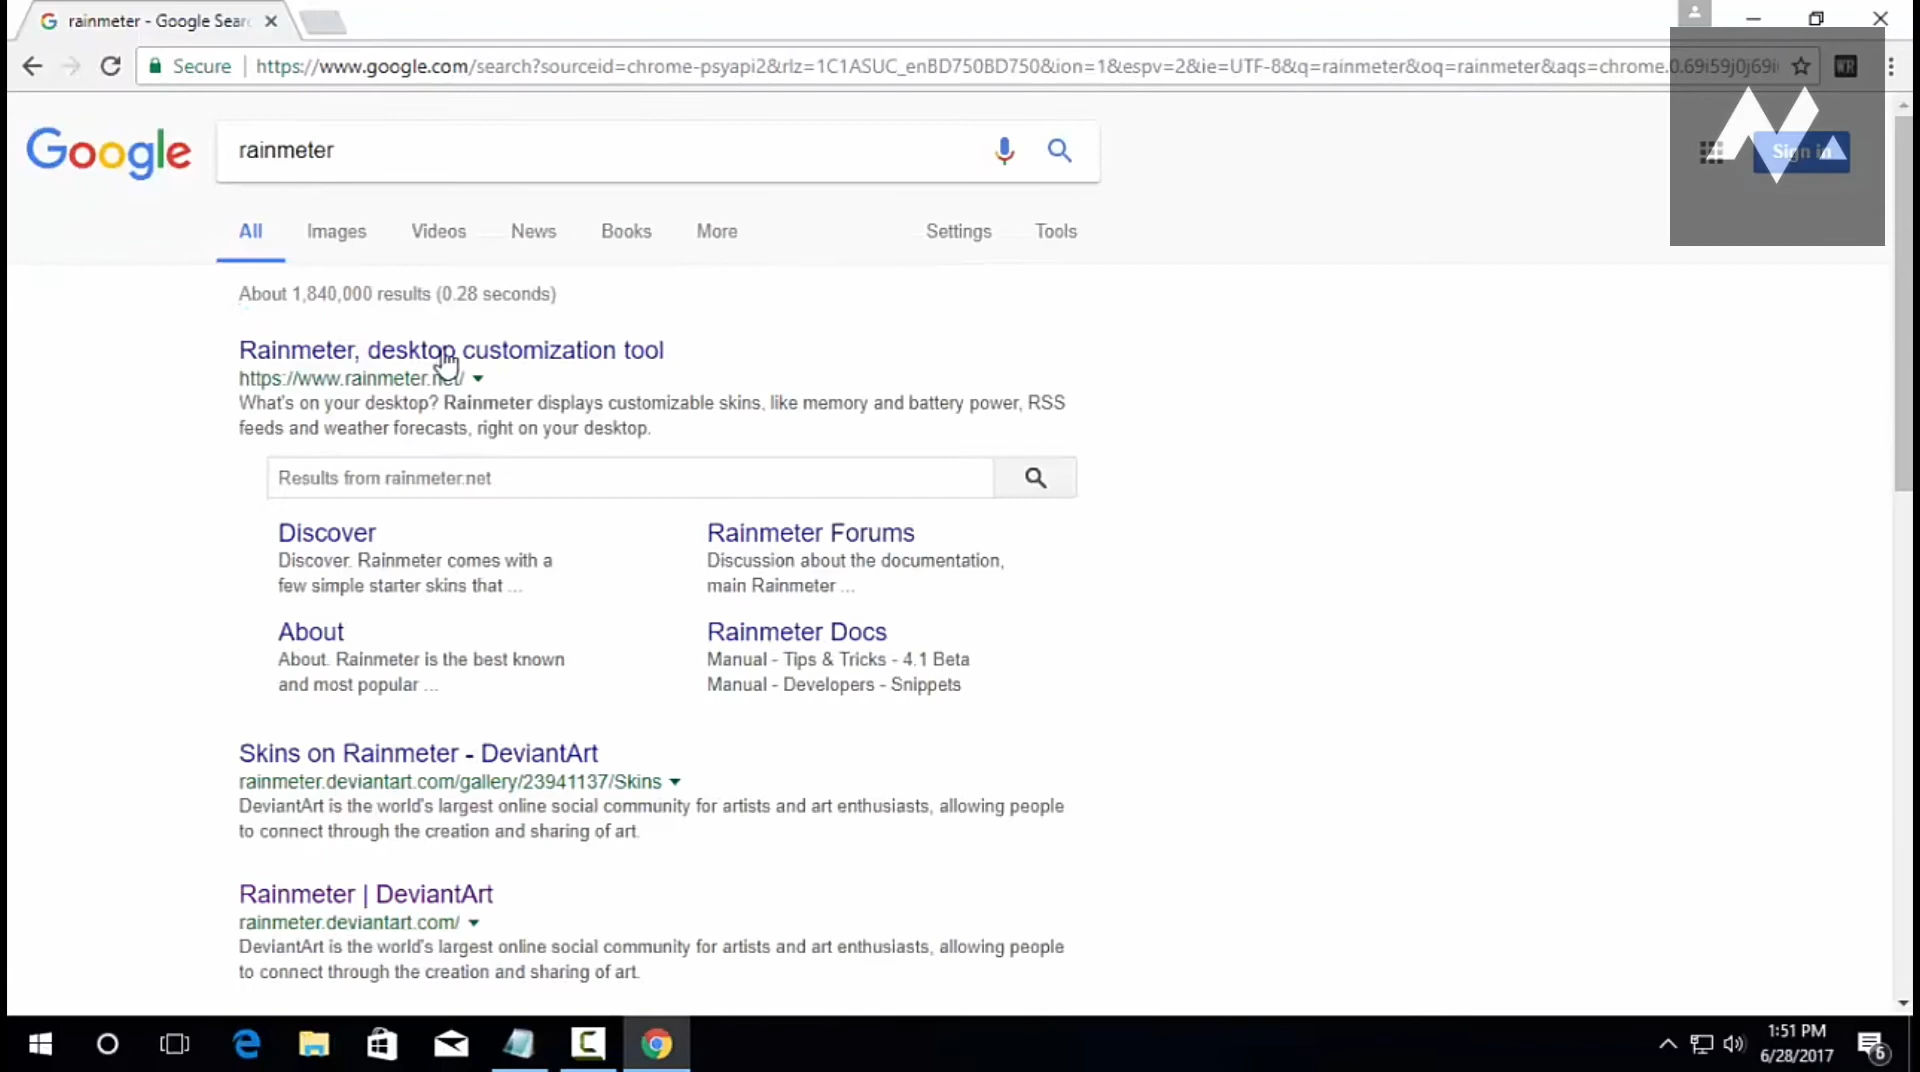 rainmeter - Google Sear
Secure
https://www.google.com/search?sourceid=chrome-psyapi2&rlz=1C1ASUC_enBD750BD750&ion=1&espv=2&ie=UTF-8&q=rainmeter&oq=rainmeter&aqs=chrome.0.69i59j0j69i
Google
rainmeter
Sign in
All Images Videos News Books More Settings Tools
About 1,840,000 results (0.28 seconds)
Rainmeter, desktop customization tool
https://www.rainmeter.net/
What's on your desktop? Rainmeter displays customizable skins, like memory and battery power, RSS
feeds and weather forecasts, right on your desktop.
Results from rainmeter.net
Discover
Discover. Rainmeter comes with a
few simple starter skins that ...
Rainmeter Forums
Discussion about the documentation,
main Rainmeter ...
About
About. Rainmeter is the best known
and most popular ...
Rainmeter Docs
Manual - Tips & Tricks - 4.1 Beta
Manual - Developers - Snippets
Skins on Rainmeter - DeviantArt
rainmeter.deviantart.com/gallery/23941137/Skins
DeviantArt is the world's largest online social community for artists and art enthusiasts, allowing people
to connect through the creation and sharing of art.
Rainmeter | DeviantArt
rainmeter.deviantart.com/
DeviantArt is the world's largest online social community for artists and art enthusiasts, allowing people
to connect through the creation and sharing of art.
1:51 PM
6/28/2017
6